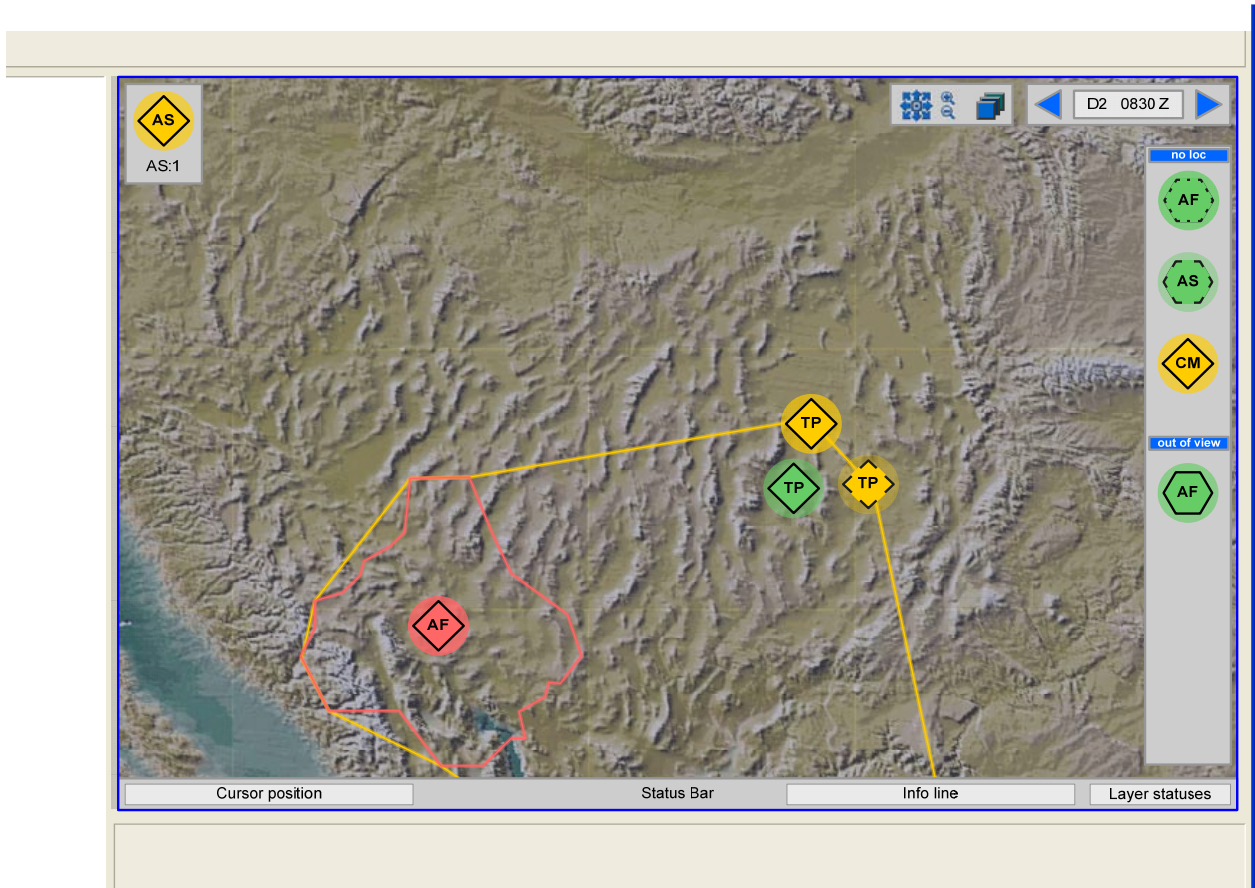 AS
AS:1
D2 0830 Z
no loc
AF
AS
CM
TP
out of view
TP
TP
AF
AF
Cursor position
Status Bar
Info line
Layer statuses